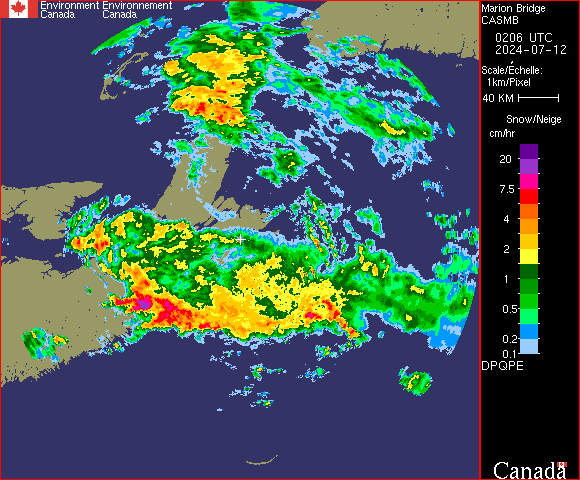 Environment Environnement
Canada Canada
Marion Bridge
CASMB
0206 UTC
2024-07-12
Scale/Échelle:
1km/Pixel
40 KM
Snow/Neige
cm/hr
20
7.5
4
2
1
0.5
0.2
0.1
DPQPE
Canada